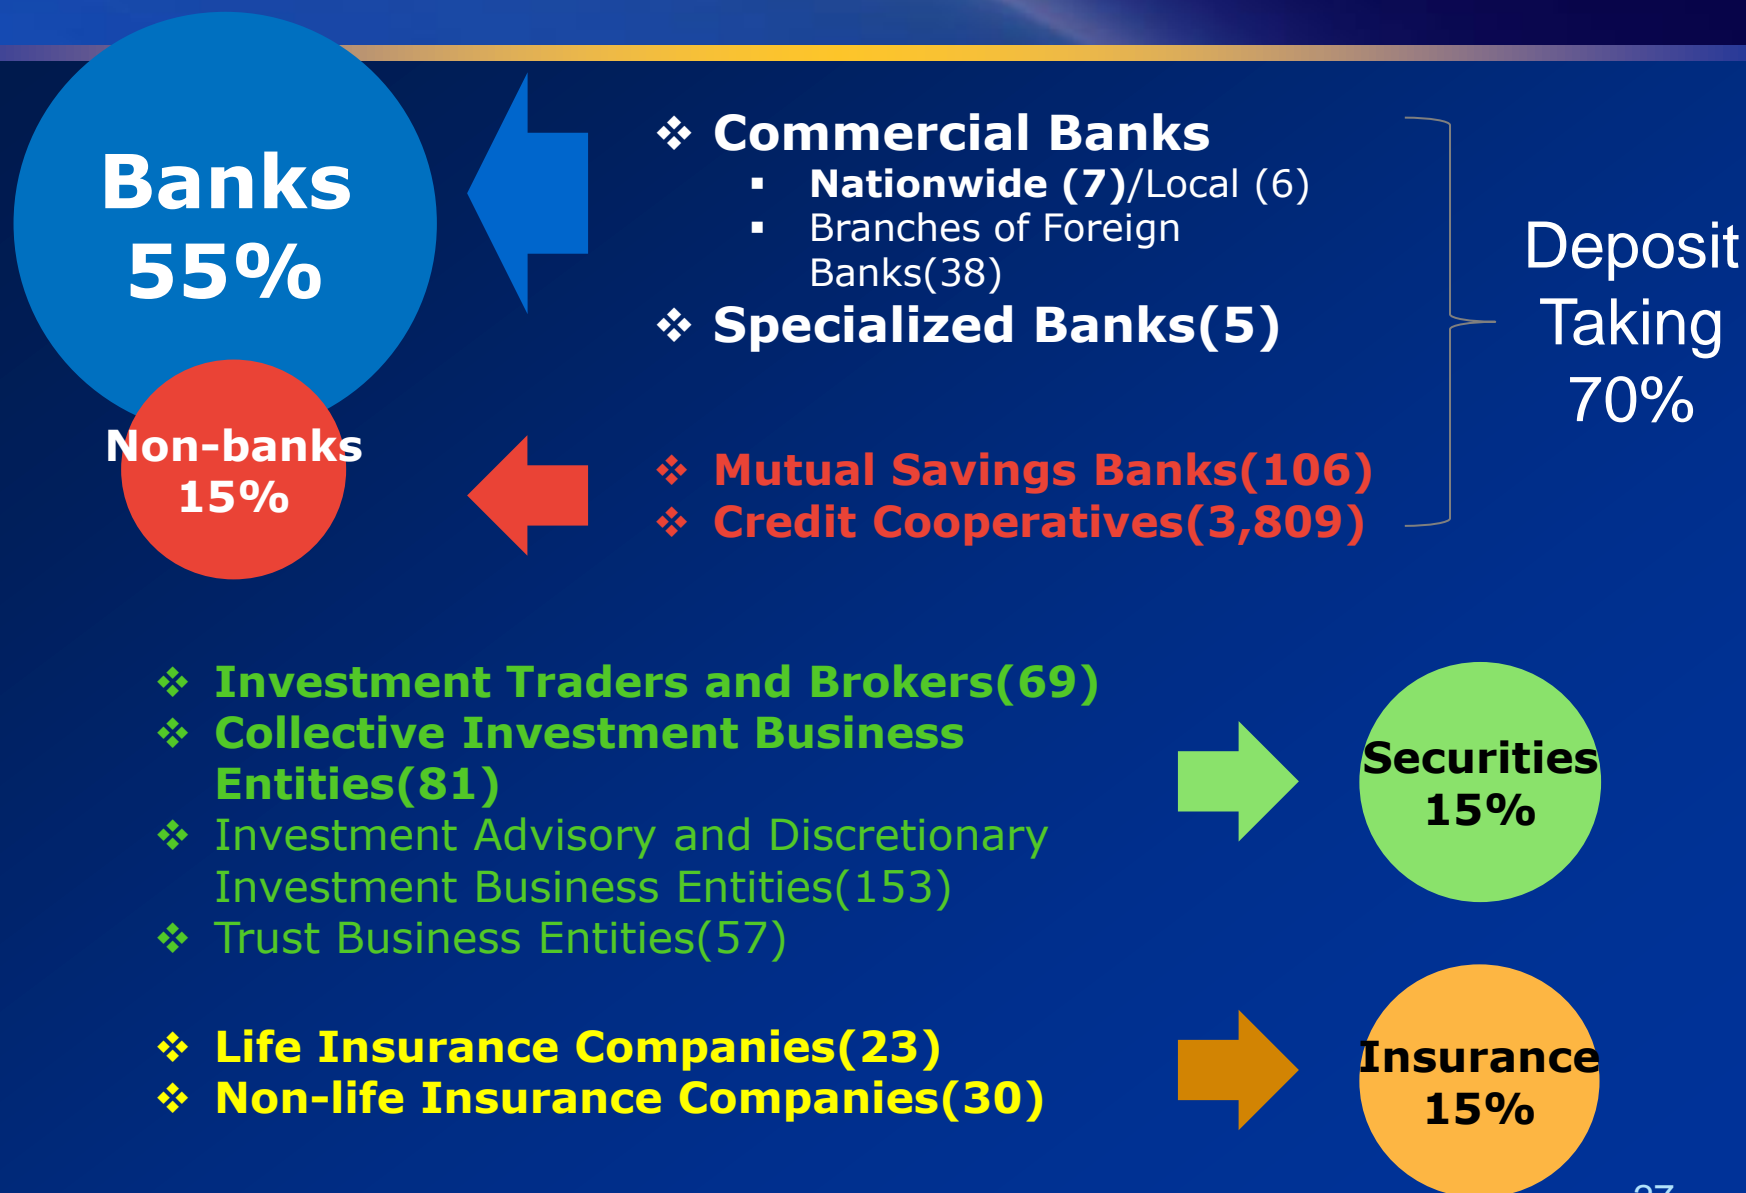 Banks
55%
❖ Commercial Banks
▪ Nationwide (7)/Local (6)
▪ Branches of Foreign
Banks(38)
❖ Specialized Banks(5)
Deposit
Taking
70%
Non-banks
15%
❖ Mutual Savings Banks(106)
❖ Credit Cooperatives(3,809)
❖ Investment Traders and Brokers(69)
❖ Collective Investment Business
Entities(81)
❖ Investment Advisory and Discretionary
Investment Business Entities(153)
❖ Trust Business Entities(57)
Securities
15%
❖ Life Insurance Companies(23)
❖ Non-life Insurance Companies(30)
Insurance
15%